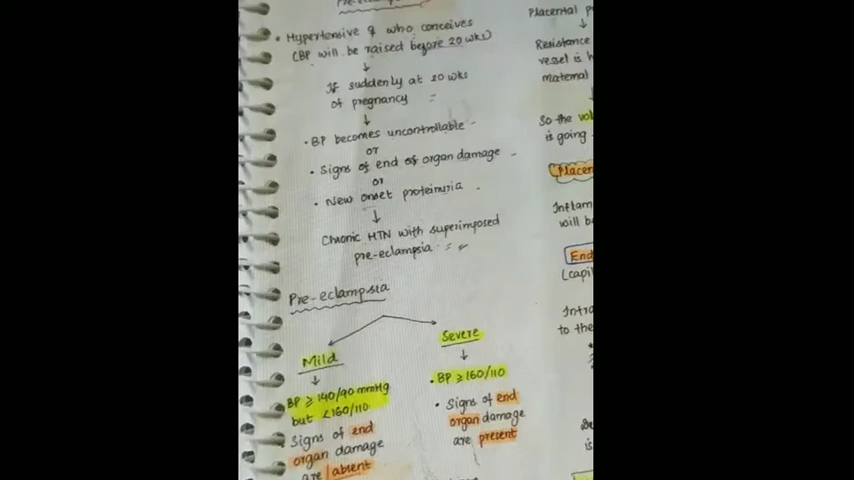 Pre-ec
• Hypertensive ♀ who conceives
(BP will be raised before 20 wks)
↓
If suddenly at 20 wks
of pregnancy =
↓
• BP becomes uncontrollable -
or
• Signs of end of organ damage -
or
• New onset proteinuria .
↓
Chronic HTN with superimposed
pre-eclampsia
Pre-eclampsia
Mild
↓
BP ≥ 140/90 mmHg
but <160/110
Signs of end
organ damage
are absent
Severe
↓
• BP ≥ 160/110
• Signs of end
organ damage
are present
Placental p
↓
Resistance
vessel is h
maternal
↓
So the vol
is going
Placen
Inflam
will b
End
(capil
Intra
to the
is